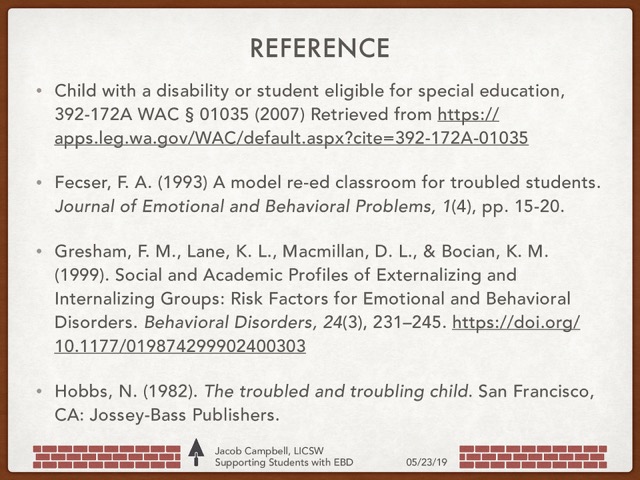 REFERENCE
• Child with a disability or student eligible for special education,
392-172A WAC § 01035 (2007) Retrieved from https://
apps.leg.wa.gov/WAC/default.aspx?cite=392-172A-01035
• Fecser, F. A. (1993) A model re-ed classroom for troubled students.
Journal of Emotional and Behavioral Problems, 1(4), pp. 15-20.
• Gresham, F. M., Lane, K. L., Macmillan, D. L., & Bocian, K. M.
(1999). Social and Academic Profiles of Externalizing and
Internalizing Groups: Risk Factors for Emotional and Behavioral
Disorders. Behavioral Disorders, 24(3), 231–245. https://doi.org/
10.1177/019874299902400303
• Hobbs, N. (1982). The troubled and troubling child. San Francisco,
CA: Jossey-Bass Publishers.
Jacob Campbell, LICSW
Supporting Students with EBD 05/23/19